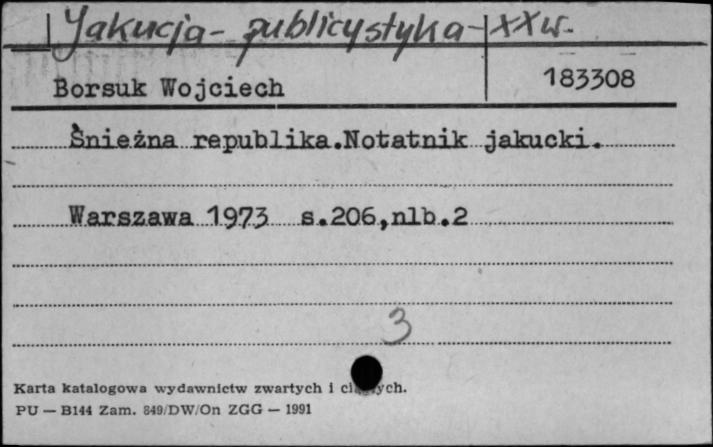 Jakucja - publicystyka - XX w.
Borsuk Wojciech 183308
Śnieżna republika.Notatnik jakucki.
Warszawa 1973 s.206,nlb.2
3
Karta katalogowa wydawnictw zwartych i
PU — B144 Zam. 849/DW/On ZGG — 1991